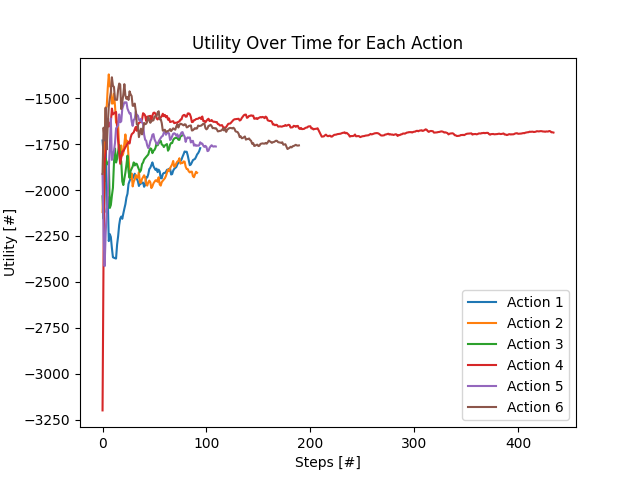 Utility Over Time for Each Action
Utility [#]
−1500
−1750
−2000
−2250
−2500
−2750
−3000
−3250
0 100 200 300 400
Steps [#]
Action 1
Action 2
Action 3
Action 4
Action 5
Action 6